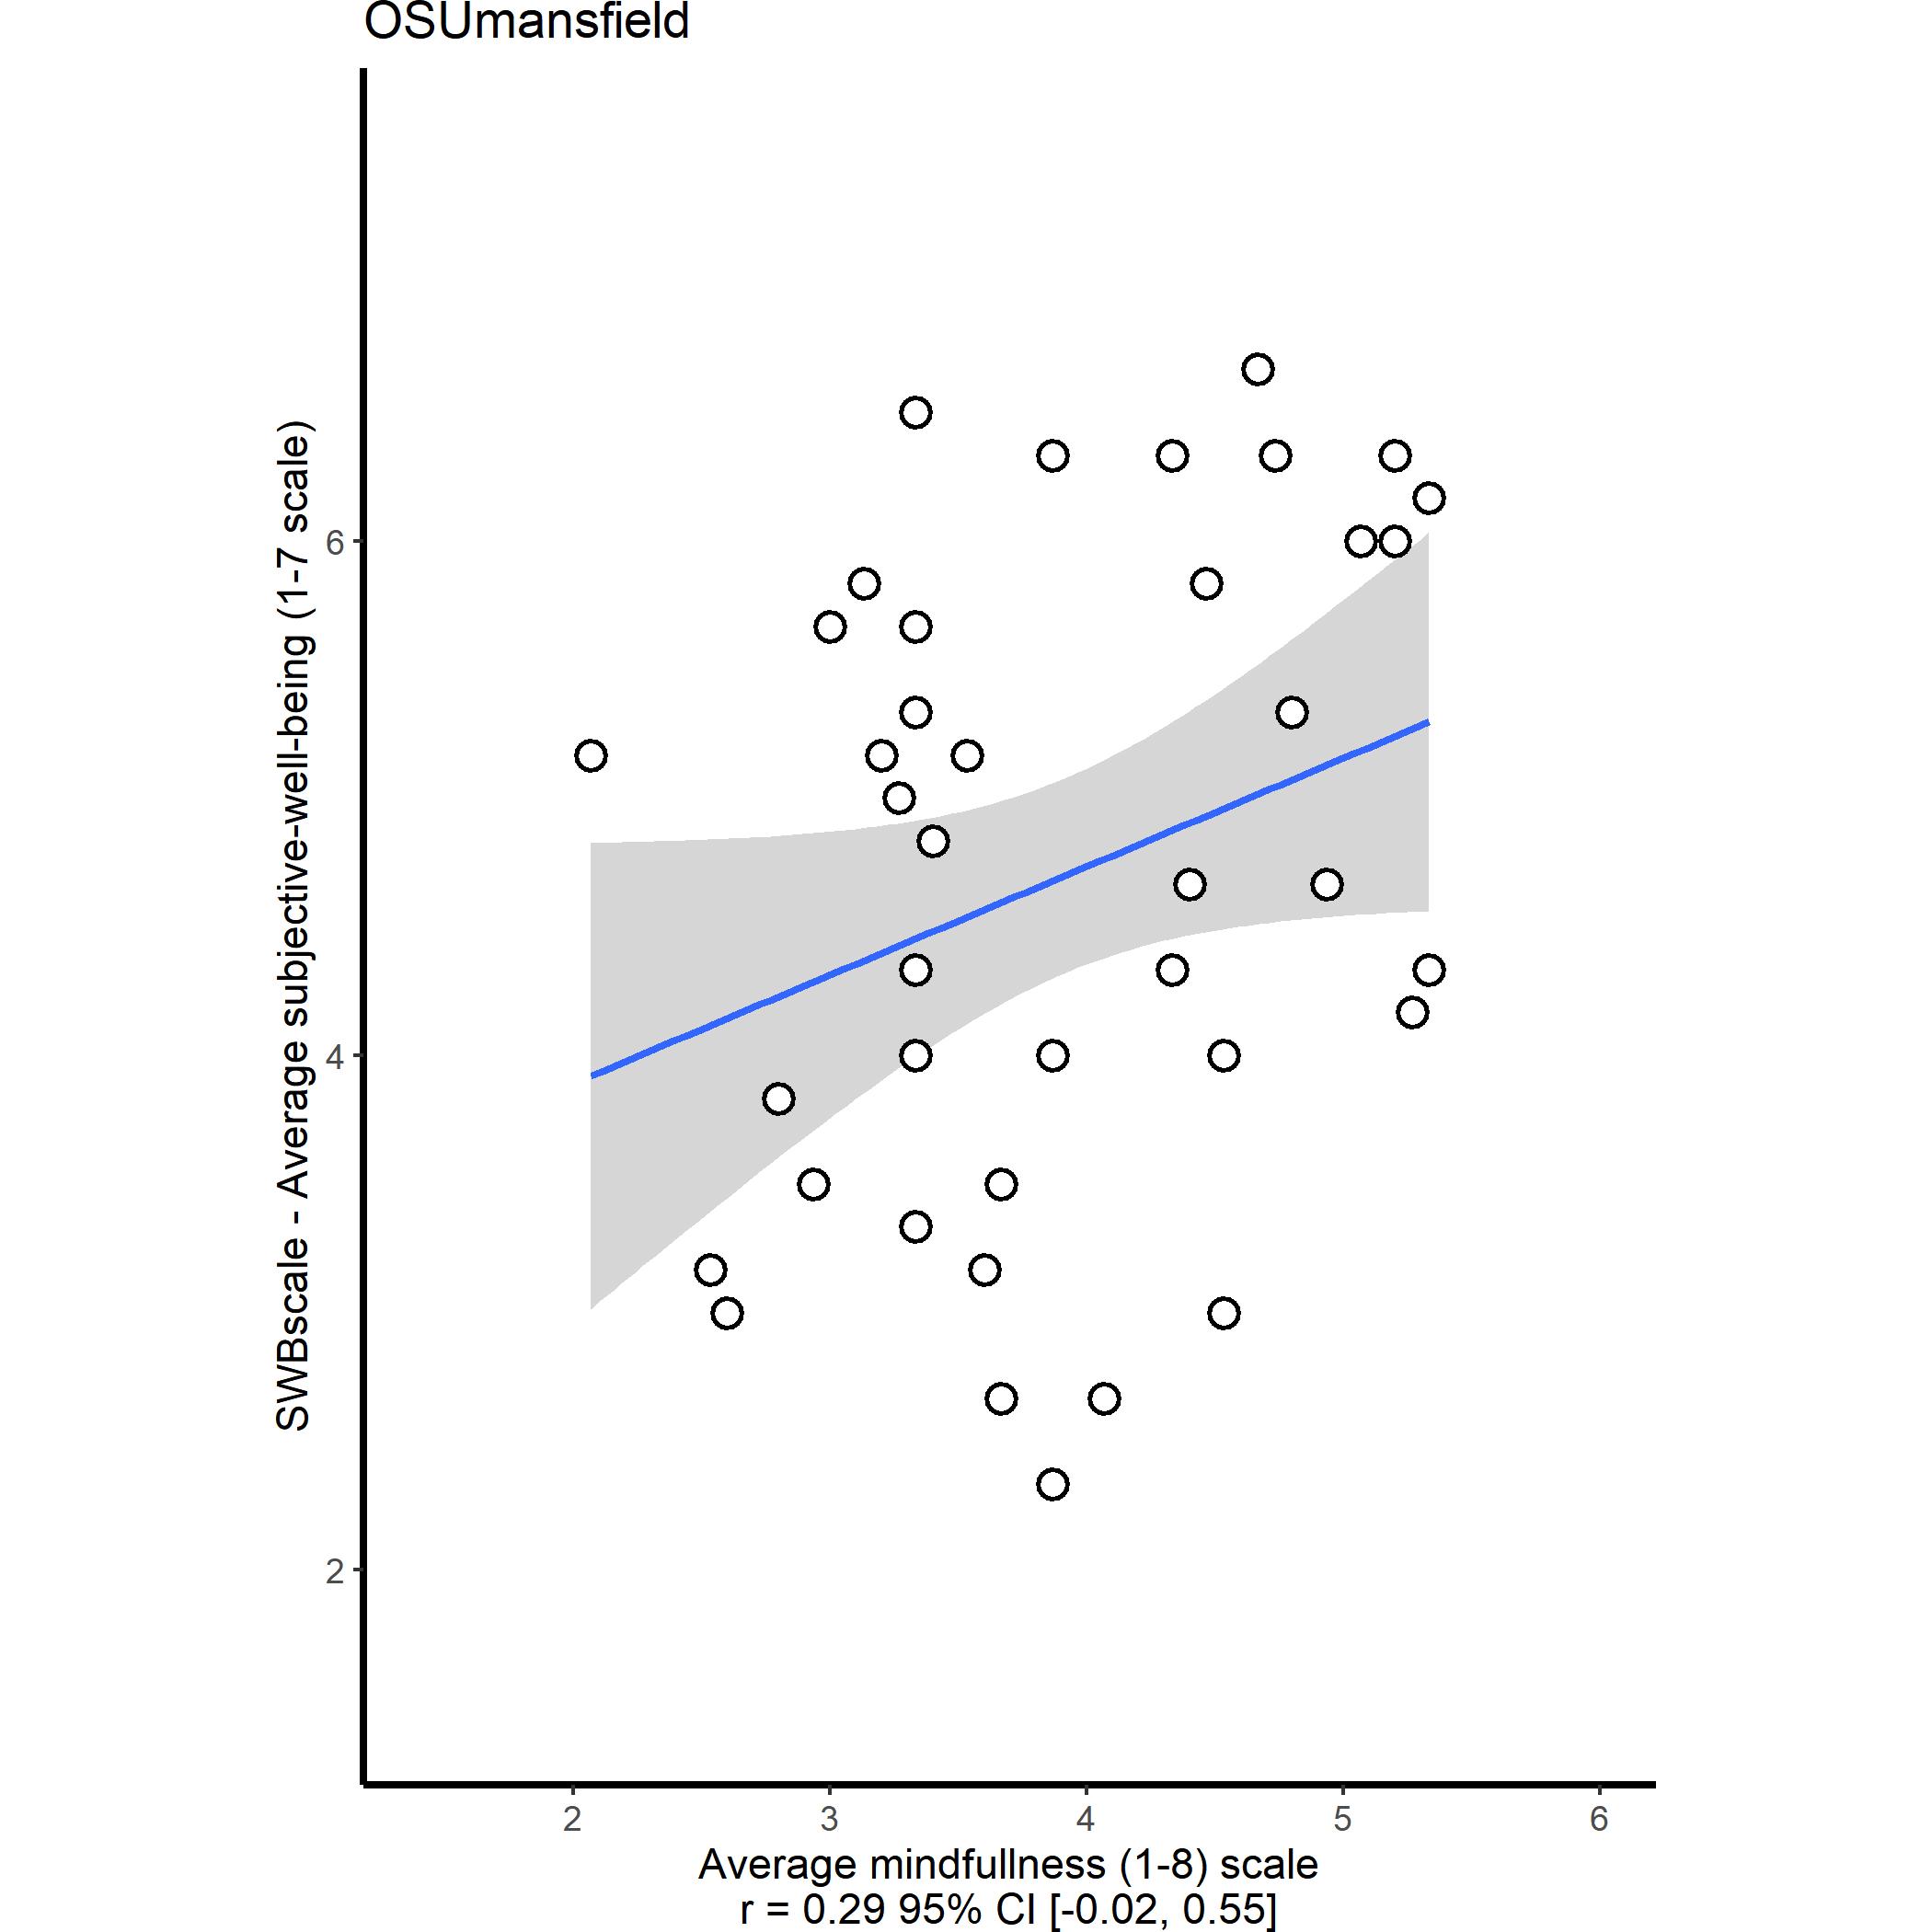 OSUmansfield
SWBscale - Average subjective-well-being (1-7 scale)
6
4
2
2 3 4 5 6
Average mindfullness (1-8) scale
r = 0.29 95% CI [-0.02, 0.55]